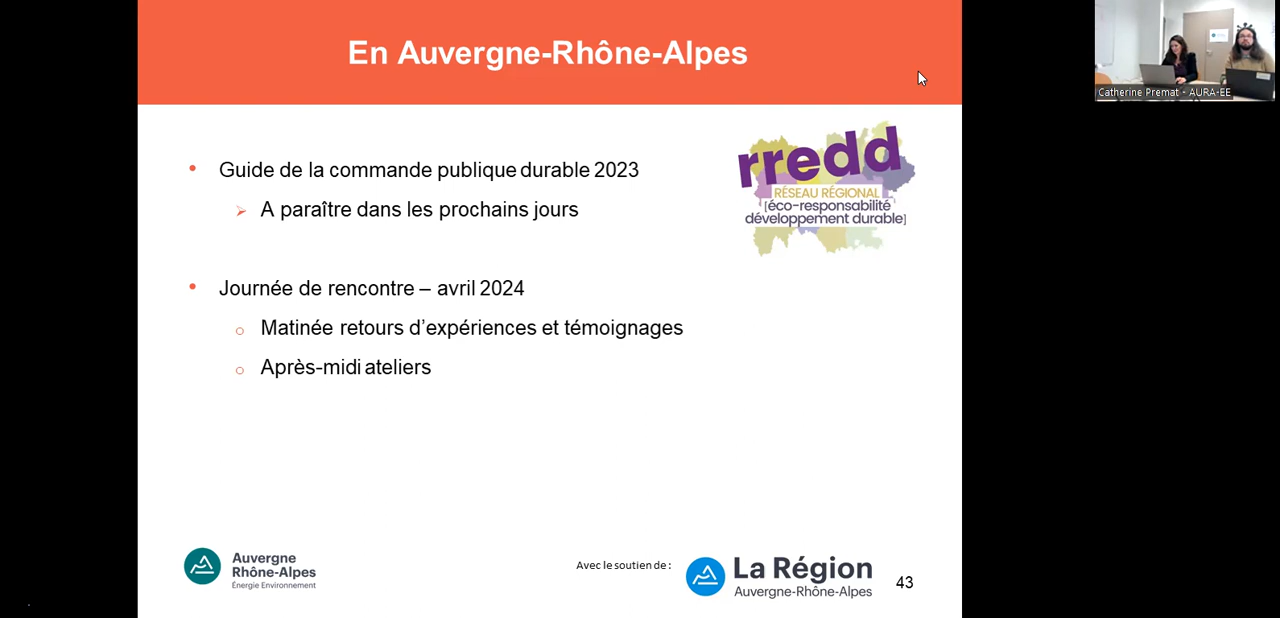 En Auvergne-Rhône-Alpes
Catherine Premat - AURA-EE
• Guide de la commande publique durable 2023
➢ A paraître dans les prochains jours
rredd
RÉSEAU RÉGIONAL
[éco-responsabilité
développement durable]
• Journée de rencontre – avril 2024
o Matinée retours d’expériences et témoignages
o Après-midi ateliers
Auvergne
Rhône-Alpes
Énergie Environnement
Avec le soutien de :
La Région
Auvergne-Rhône-Alpes
43